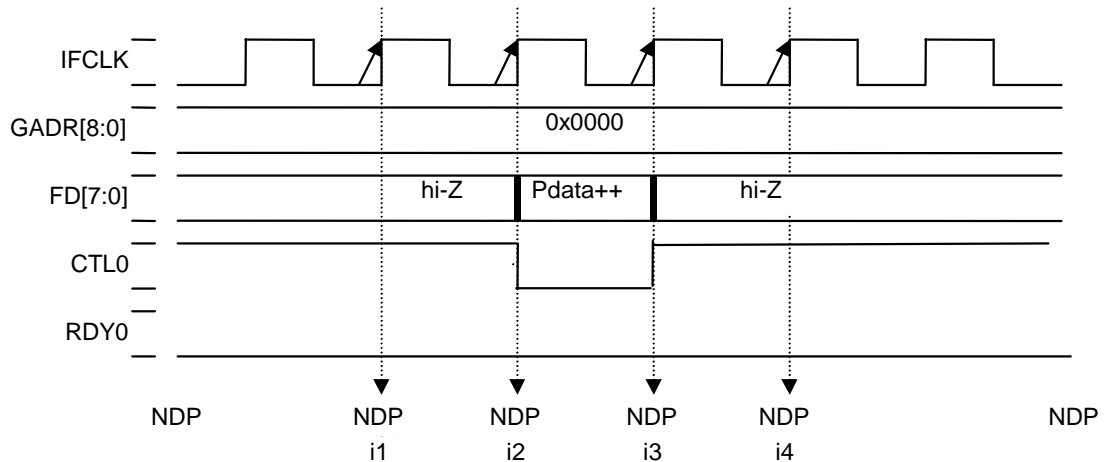 IFCLK
GADR[8:0]
0x0000
FD[7:0]
hi-Z Pdata++ hi-Z
CTL0
RDY0
NDP NDP NDP NDP NDP NDP
i1 i2 i3 i4